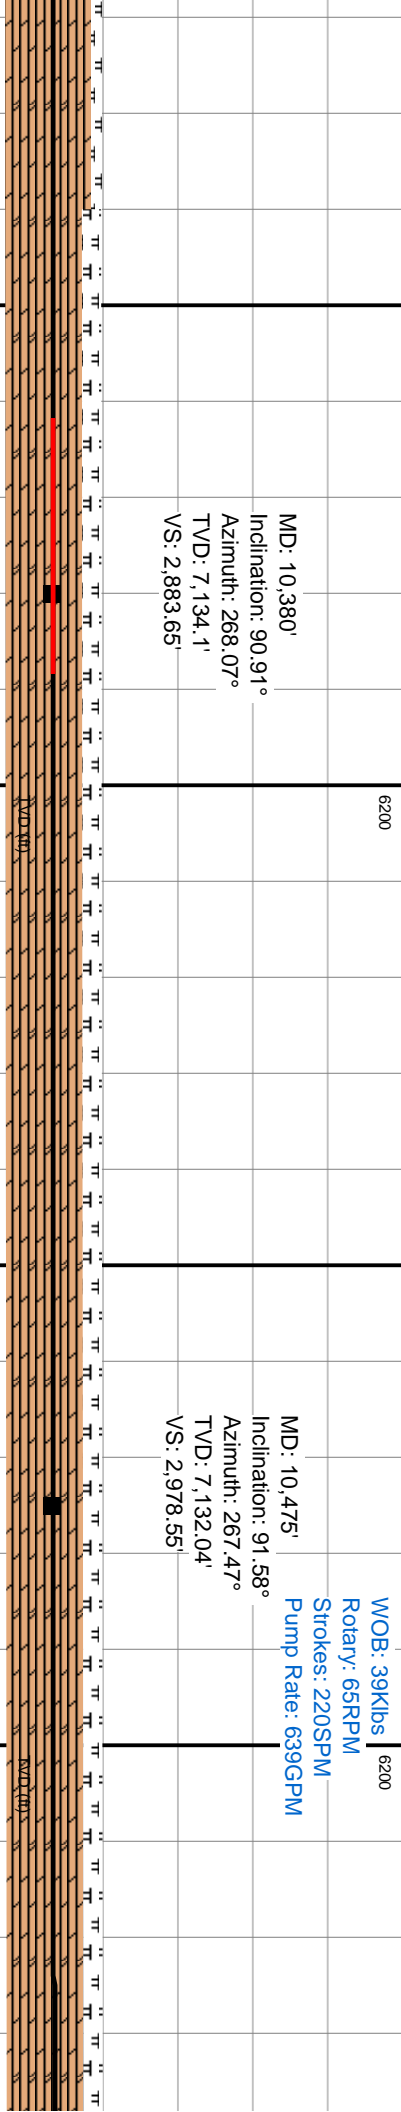 MD: 10,380'
Inclination: 90.91°
Azimuth: 268.07°
TVD: 7,134.1'
VS: 2,883.65'
6200
TVD (ft)
MD: 10,475'
Inclination: 91.58°
Azimuth: 267.47°
TVD: 7,132.04'
VS: 2,978.55'
WOB: 39Klbs
Rotary: 65RPM
Strokes: 220SPM
Pump Rate: 639GPM
6200
TVD (ft)